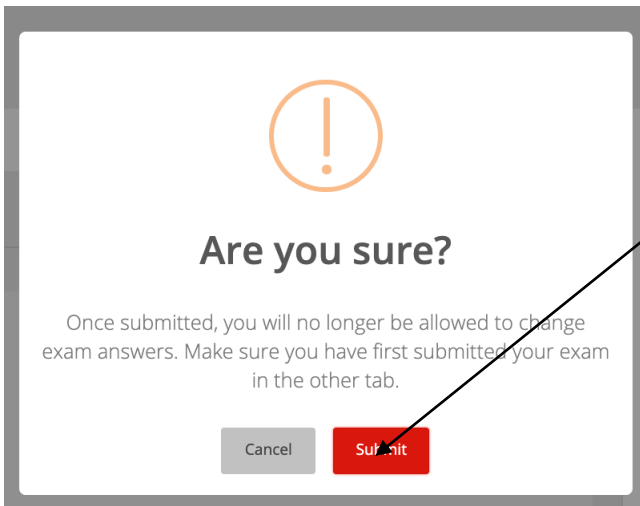 Are you sure?
Once submitted, you will no longer be allowed to change
exam answers. Make sure you have first submitted your exam
in the other tab.
Cancel
Submit